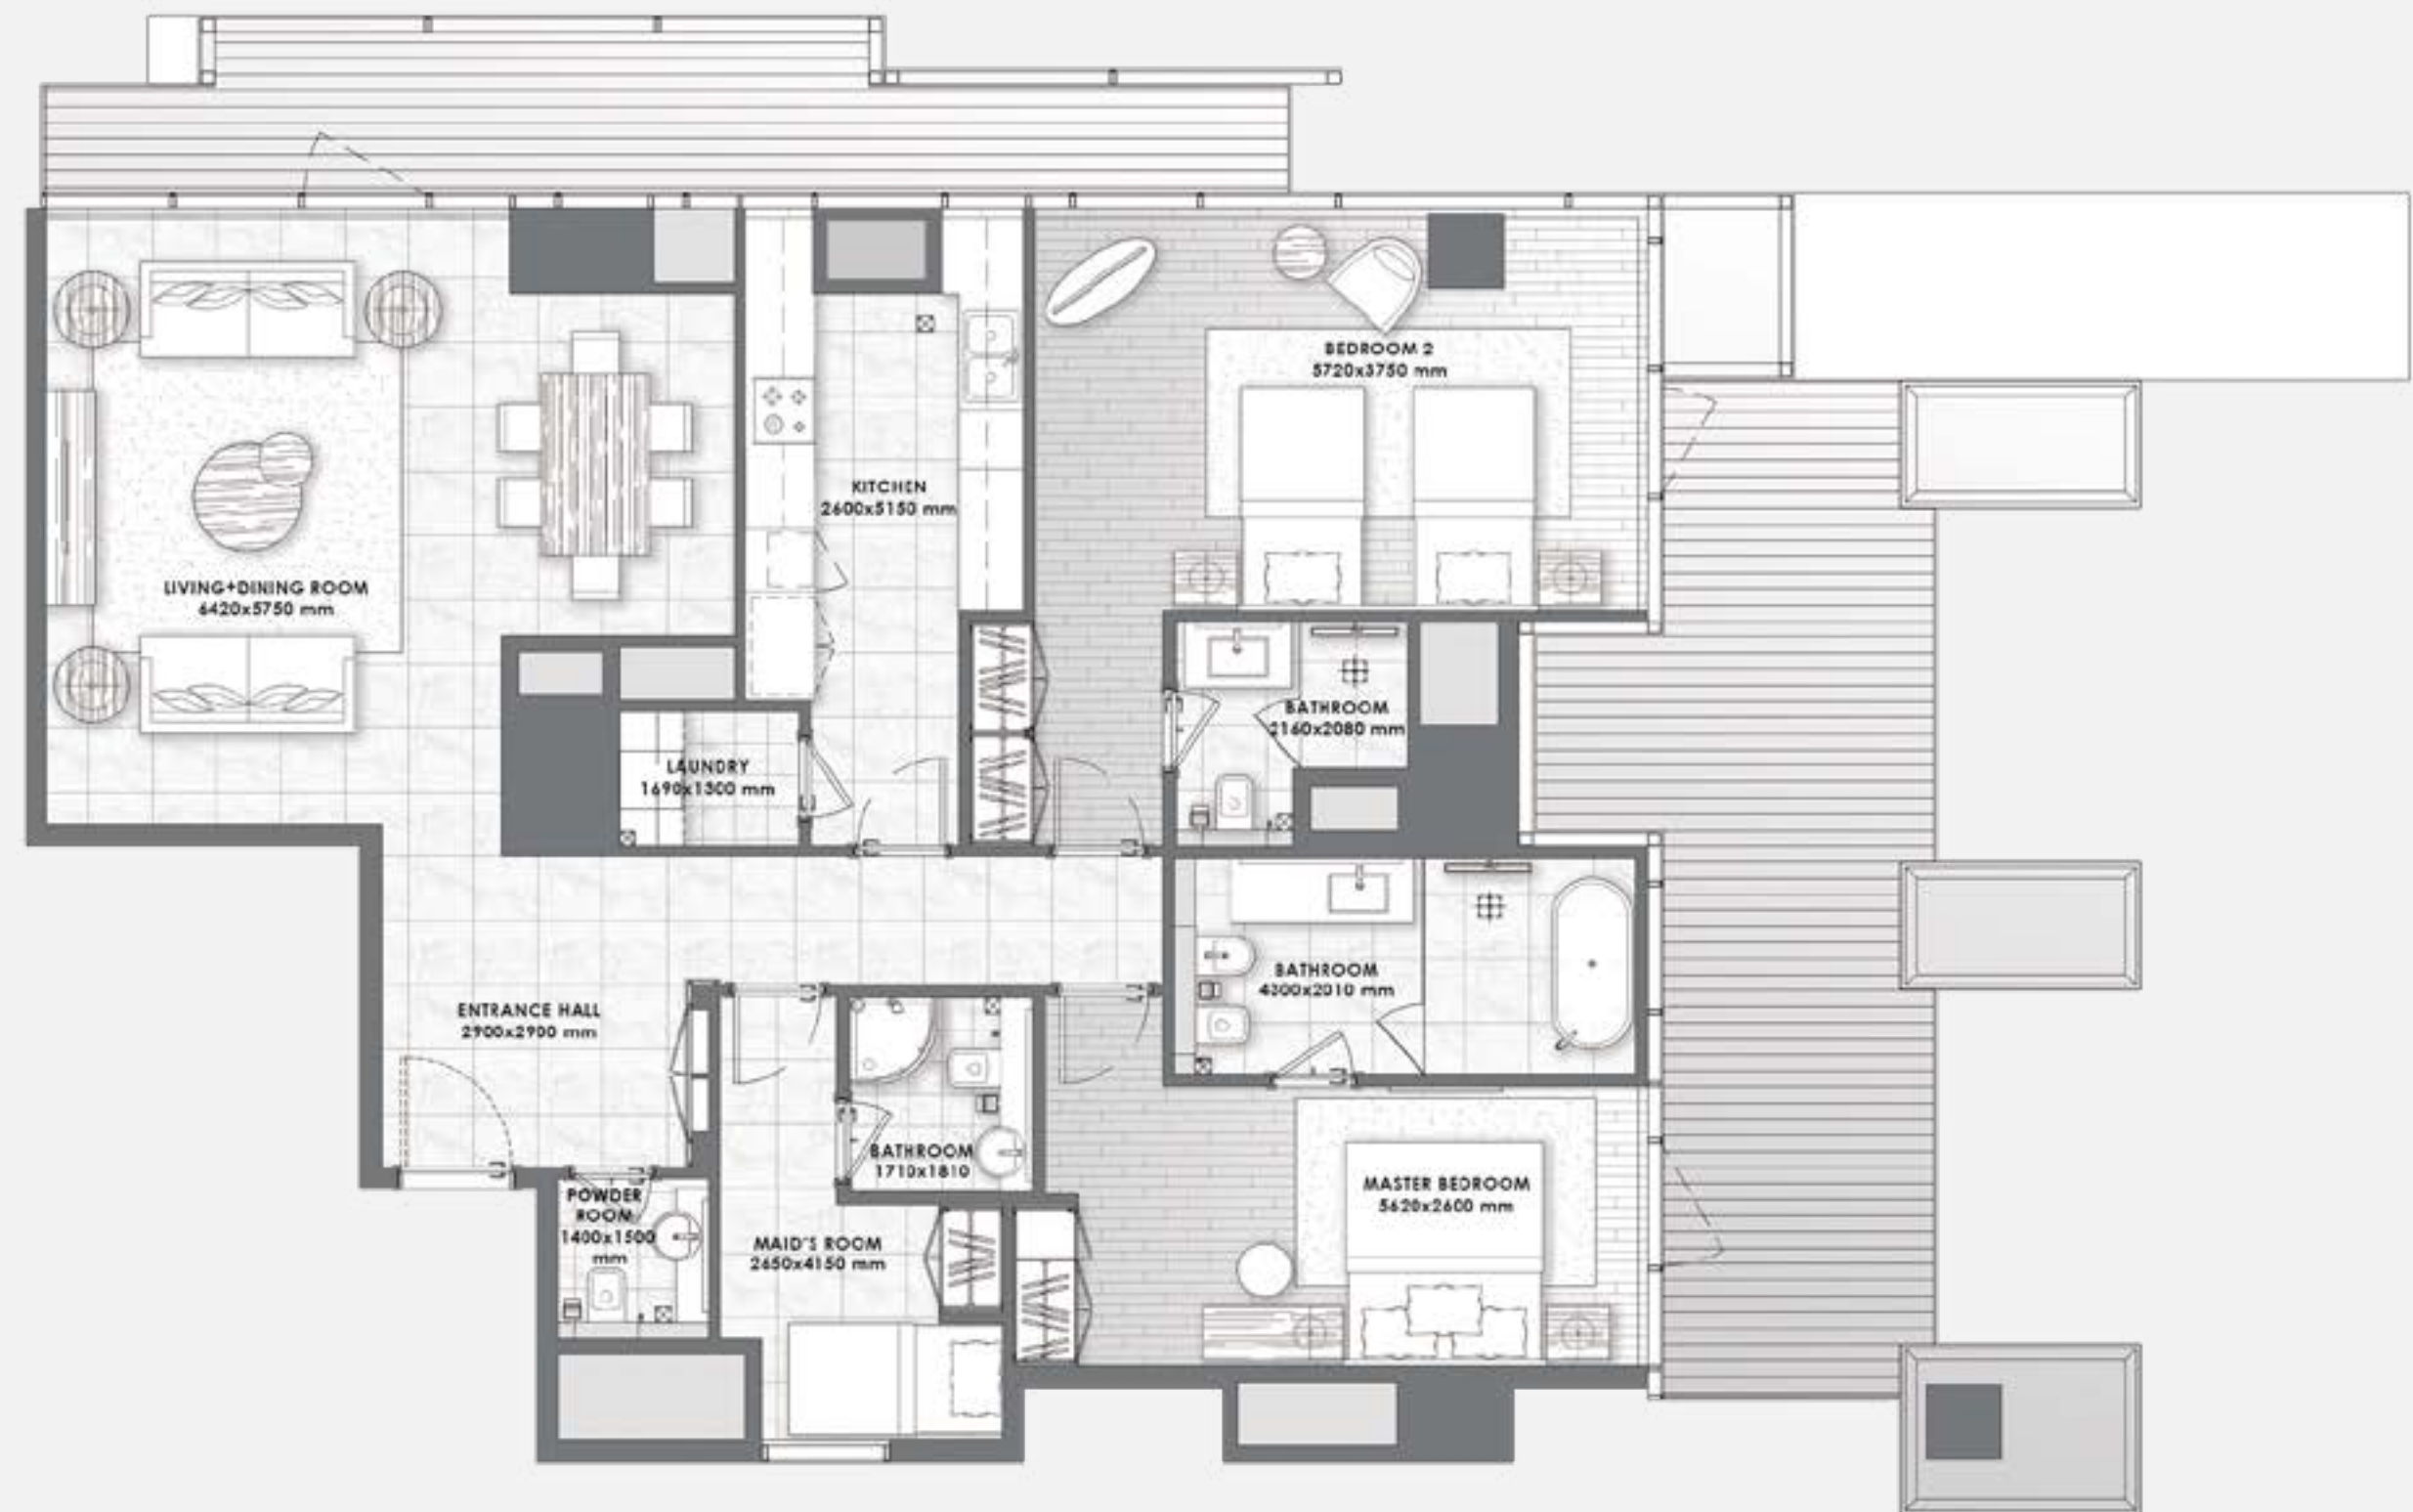 BEDROOM 2
5720x3750 mm
KITCHEN
2600x5150 mm
LIVING+DINING ROOM
6420x5750 mm
BATHROOM
2160x2080 mm
LAUNDRY
1690x1300 mm
BATHROOM
4300x2010 mm
ENTRANCE HALL
2900x2900 mm
BATHROOM
1710x1810
MASTER BEDROOM
5620x2600 mm
POWDER
ROOM
1400x1500
mm
MAID'S ROOM
2650x4150 mm